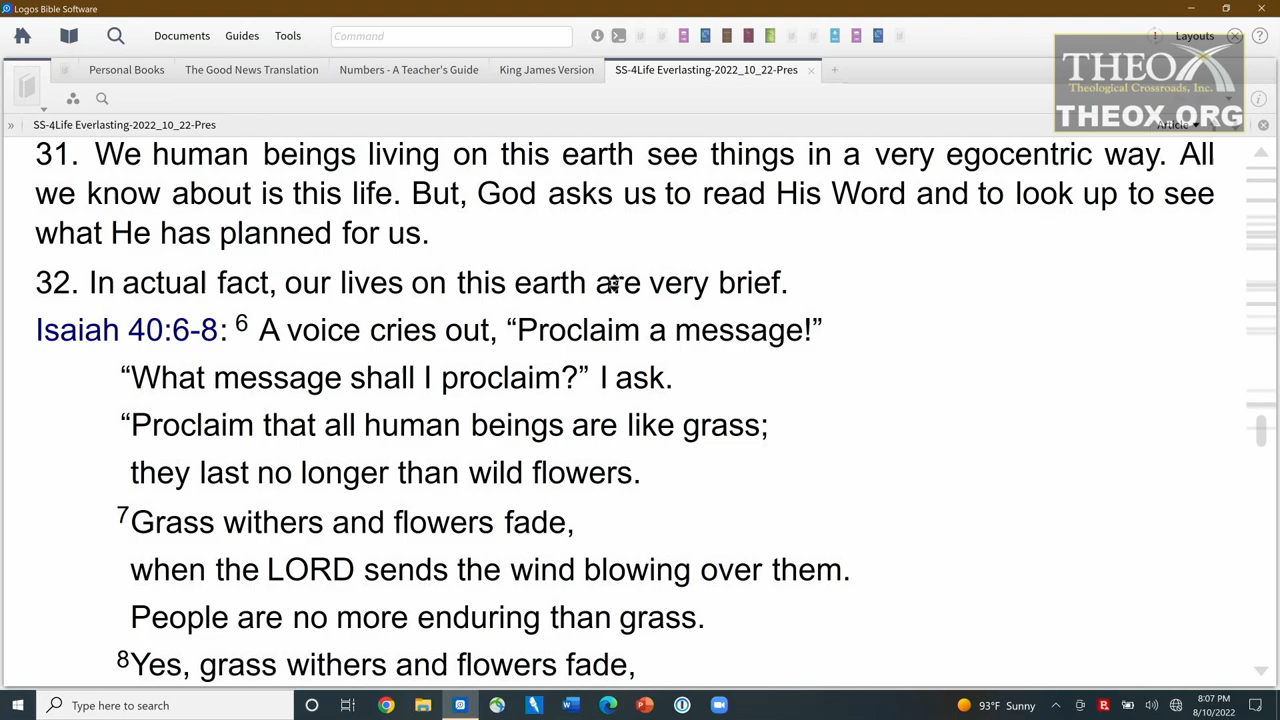 Logos Bible Software
Documents Guides Tools Command Layouts
Personal Books The Good News Translation Numbers - A Teacher's Guide King James Version SS-4Life Everlasting-2022_10_22-Pres
THEOX
Theological Crossroads, Inc.
THEOX.ORG
SS-4Life Everlasting-2022_10_22-Pres Article
31. We human beings living on this earth see things in a very egocentric way. All
we know about is this life. But, God asks us to read His Word and to look up to see
what He has planned for us.
32. In actual fact, our lives on this earth are very brief.
Isaiah 40:6-8: 6 A voice cries out, “Proclaim a message!”
“What message shall I proclaim?” I ask.
“Proclaim that all human beings are like grass;
they last no longer than wild flowers.
7Grass withers and flowers fade,
when the LORD sends the wind blowing over them.
People are no more enduring than grass.
8Yes, grass withers and flowers fade,
Type here to search
93°F Sunny
8:07 PM
8/10/2022